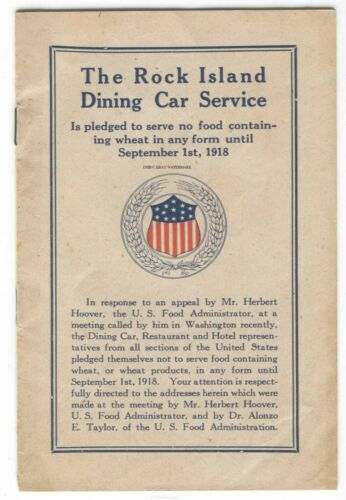 The Rock Island
Dining Car Service
Is pledged to serve no food contain-
ing wheat in any form until
September 1st, 1918
In response to an appeal by Mr. Herbert
Hoover, the U. S. Food Administrator, at a
meeting called by him in Washington recently,
the Dining Car, Restaurant and Hotel represen-
tatives from all sections of the United States
pledged themselves not to serve food containing
wheat, or wheat products, in any form until
September 1st, 1918. Your attention is respect-
fully directed to the addresses herein which were
made at the meeting by Mr. Herbert Hoover,
U. S. Food Administrator, and by Dr. Alonzo
E. Taylor, of the U. S. Food Administration.